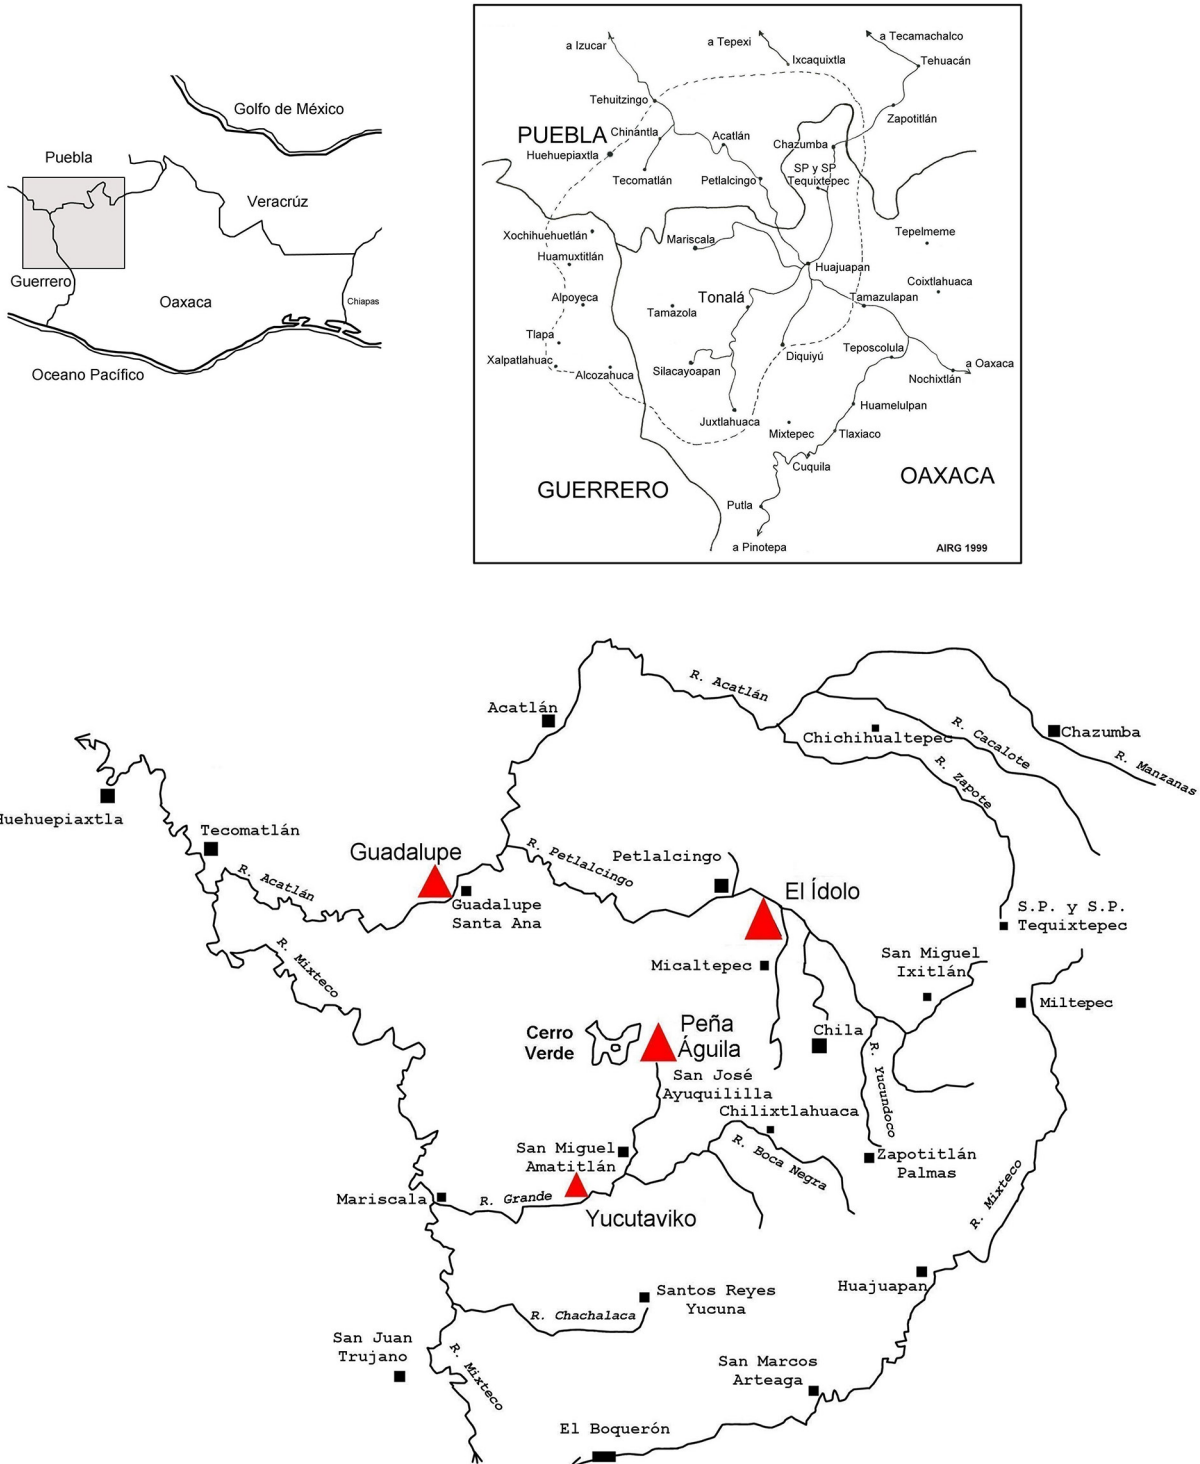 Golfo de México
Puebla
Veracrúz
Guerrero
Oaxaca
Chiapas
Oceano Pacífico
a Izucar
a Tepexi
a Tecamachalco
Ixcaquixtla
Tehuacán
Tehuitzingo
Zapotitlán
PUEBLA
Chinantla
Acatlán
Chazumba
Huehuepiaxtla
SP y SP
Tequixtepec
Tecomatlán
Petlalcingo
Xochihuehuetlán
Mariscala
Tepelmeme
Huamuxtitlán
Huajuapan
Coixtlahuaca
Alpoyeca
Tonalá
Tamazulapan
Tamazola
Tlapa
Teposcolula
Xalpatlahuac
Diquiyú
a Oaxaca
Alcozahuca
Silacayoapan
Nochixtlán
Huamelulpan
Juxtlahuaca
Mixtepec
Tlaxiaco
Cuquila
GUERRERO
OAXACA
Putla
a Pinotepa
AIRG 1999
R. Acatlán
Acatlán
Chichihualtepec
R. Cacalote
Chazumba
R. Manzanas
R. Zapote
Huehuepiaxtla
Tecomatlán
Guadalupe
R. Petlalcingo
Petlalcingo
El Ídolo
R. Acatlán
Guadalupe
Santa Ana
S.P. y S.P.
Tequixtepec
R. Mixteco
Micaltepec
San Miguel
Ixitlán
Miltepec
Cerro
Verde
Peña
Águila
Chila
R. Yucundoco
San José
Ayuquililla
Chilixtlahuaca
San Miguel
Amatitlán
R. Boca Negra
Zapotitlán
Palmas
Mariscala
R. Grande
Yucutaviko
R. Mixteco
Huajuapan
Santos Reyes
Yucuna
R. Chachalaca
San Juan
Trujano
R. Mixteco
San Marcos
Arteaga
El Boquerón